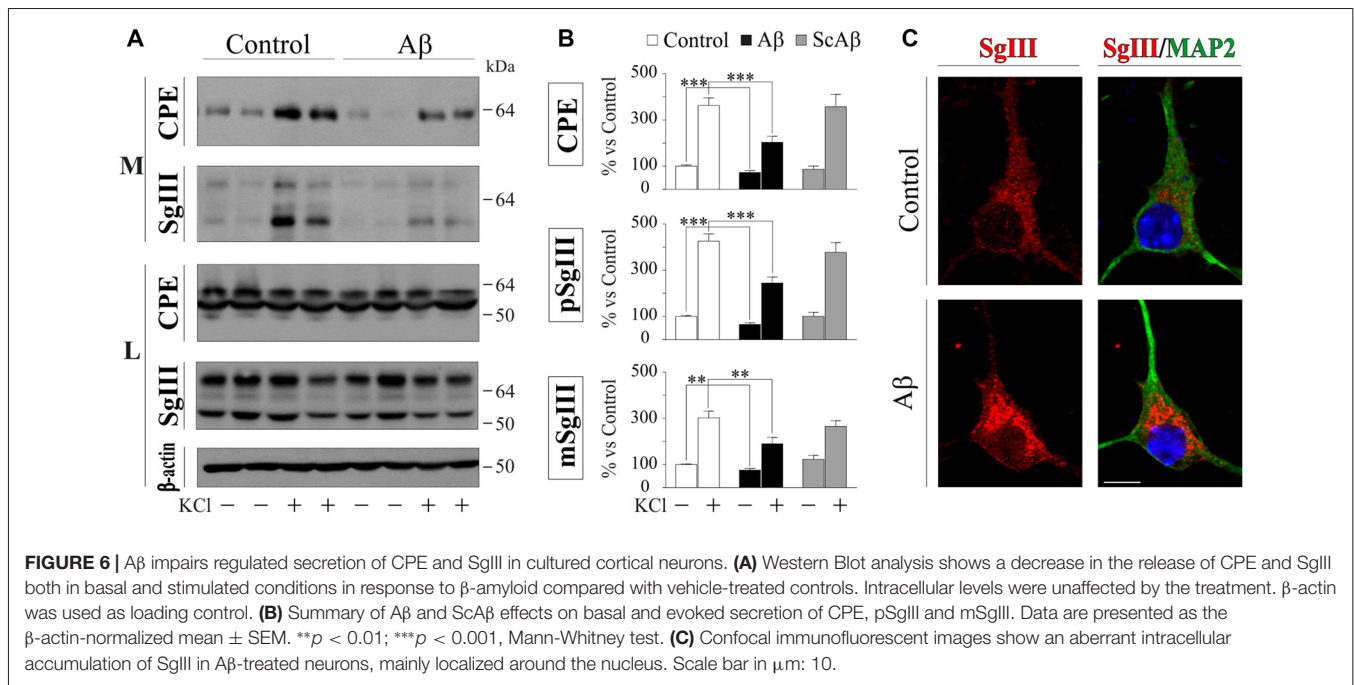 A
Control Aβ
kDa
M
CPE
64
SgIII
64
L
CPE
64
50
SgIII
64
50
β-actin
50
KCl − − + + − − + +
B
Control Aβ ScAβ
CPE
% vs Control
500
300
100
0
*** ***
pSgIII
% vs Control
500
300
100
0
*** ***
mSgIII
% vs Control
500
300
100
0
** **
− + − + − +
C
SgIII SgIII/MAP2
Control
Aβ
FIGURE 6 | Aβ impairs regulated secretion of CPE and SgIII in cultured cortical neurons. (A) Western Blot analysis shows a decrease in the release of CPE and SgIII
both in basal and stimulated conditions in response to β-amyloid compared with vehicle-treated controls. Intracellular levels were unaffected by the treatment. β-actin
was used as loading control. (B) Summary of Aβ and ScAβ effects on basal and evoked secretion of CPE, pSgIII and mSgIII. Data are presented as the
β-actin-normalized mean ± SEM. **p < 0.01; ***p < 0.001, Mann-Whitney test. (C) Confocal immunofluorescent images show an aberrant intracellular
accumulation of SgIII in Aβ-treated neurons, mainly localized around the nucleus. Scale bar in μm: 10.